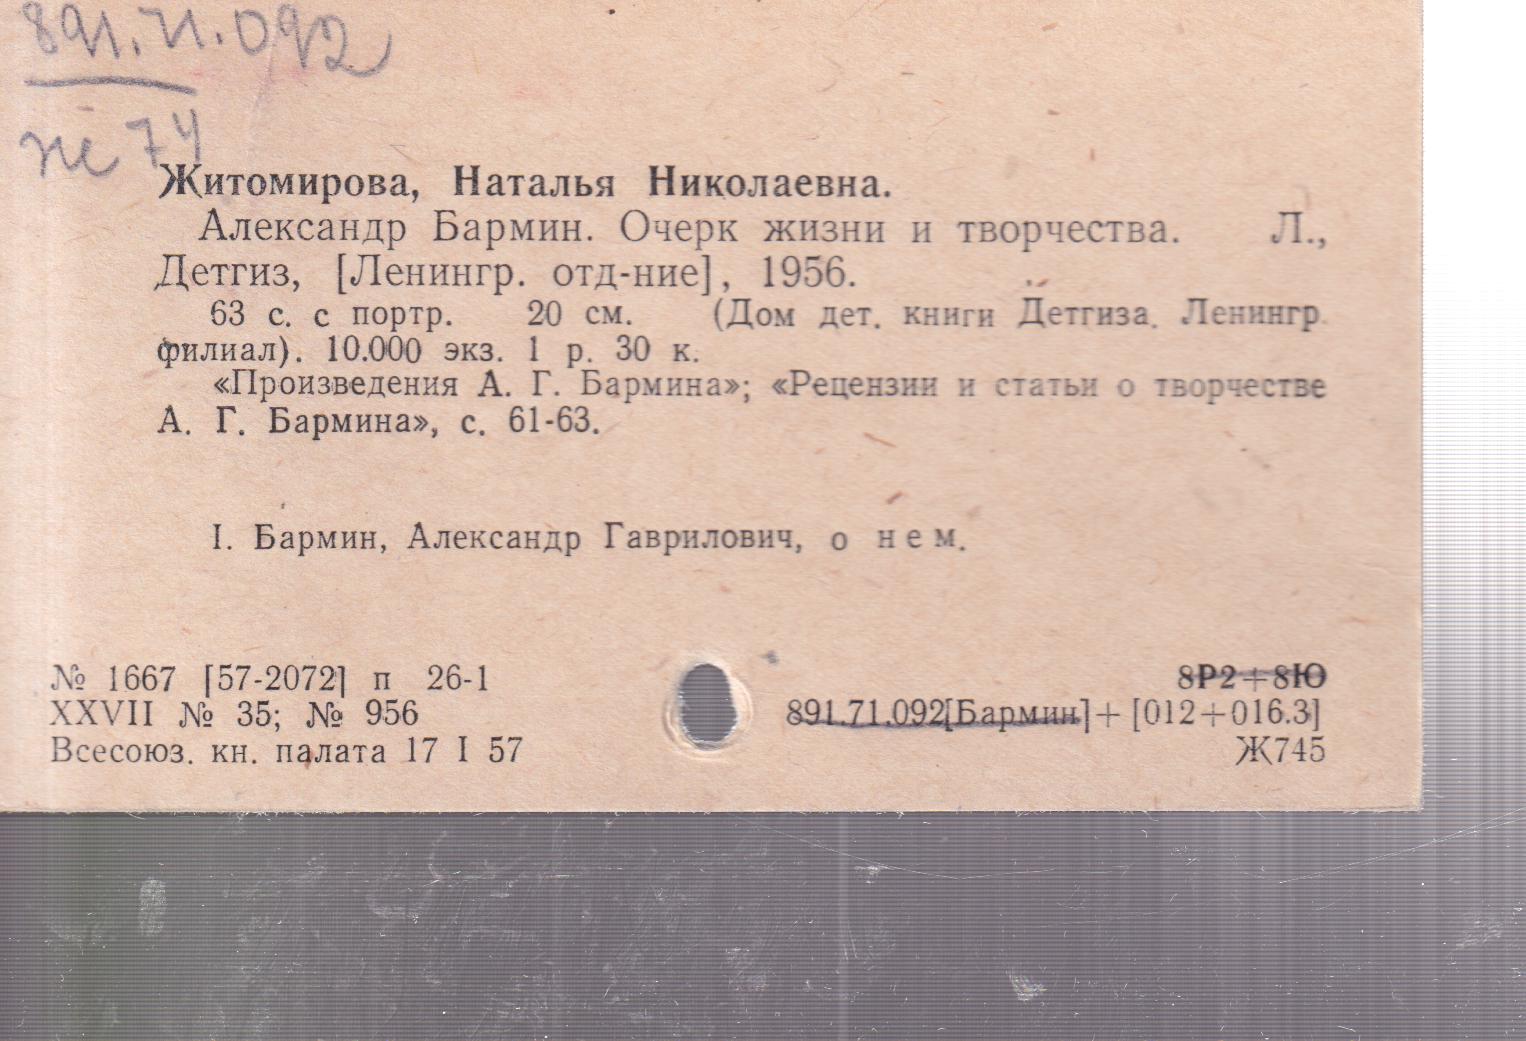 891.71.092
Ж 74
Житомирова, Наталья Николаевна.
Александр Бармин. Очерк жизни и творчества. Л.,
Детгиз, [Ленингр. отд-ние], 1956.
63 с. с портр. 20 см. (Дом дет. книги Детгиза. Ленингр.
филиал). 10.000 экз. 1 р. 30 к.
«Произведения А. Г. Бармина»; «Рецензии и статьи о творчестве
А. Г. Бармина», с. 61-63.
I. Бармин, Александр Гаврилович, о нем.
№ 1667 [57-2072] п 26-1
8Р2+8Ю
XXVII № 35; № 956
891.71.092[Бармин]+[012+016.3]
Всесоюз. кн. палата 17 I 57
Ж745